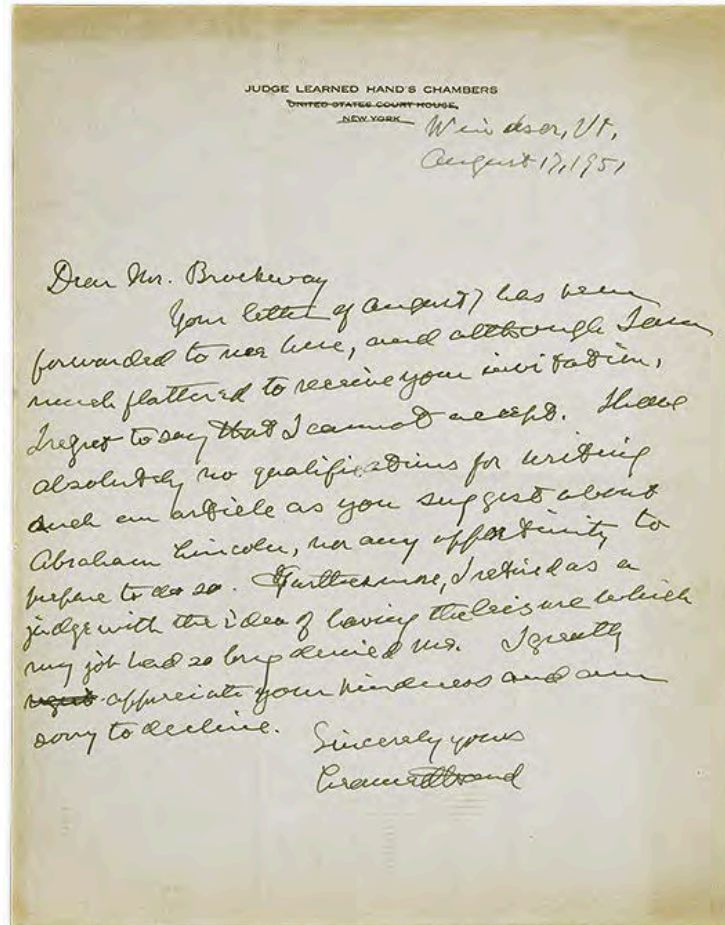 JUDGE LEARNED HAND'S CHAMBERS
UNITED STATES COURT HOUSE,
NEW YORK
Windsor, Vt,
August 17, 1951
Dear Mr. Brockway
Your letter of August 7 has been
forwarded to me here, and although I am
much flattered to receive your invitation,
I regret to say that I cannot accept. I have
absolutely no qualifications for writing
such an article as you suggest about
Abraham Lincoln, nor any opportunity to
prepare to do so. Furthermore, I retired as a
judge with the idea of having the leisure which
my job had so long denied me. I greatly
appreciate your kindness and am
sorry to decline.
Sincerely yours
Learned Hand